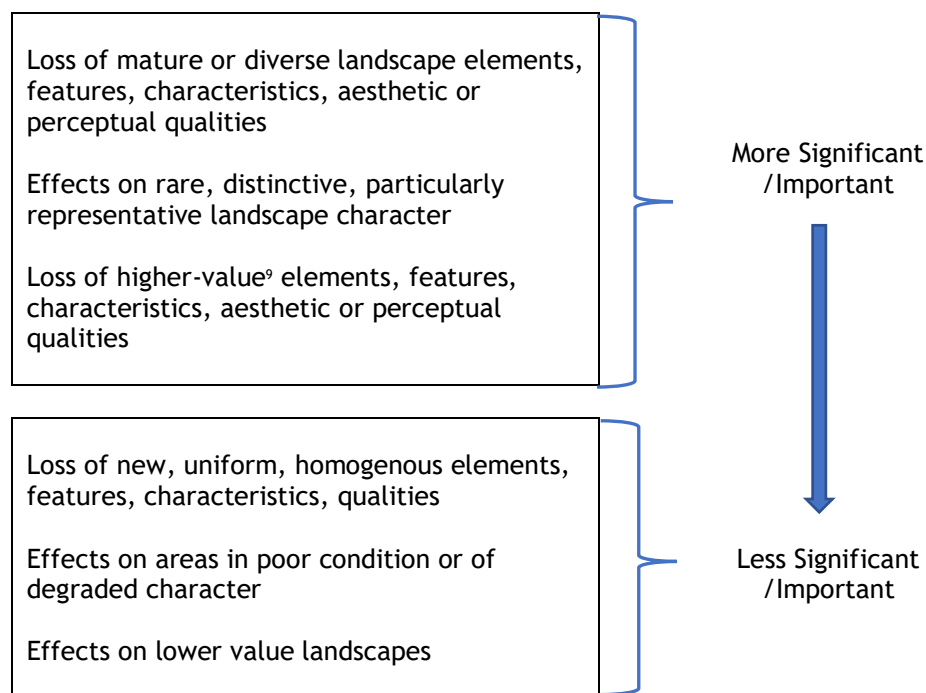 Loss of mature or diverse landscape elements,
features, characteristics, aesthetic or
perceptual qualities
Effects on rare, distinctive, particularly
representative landscape character
Loss of higher-value⁹ elements, features,
characteristics, aesthetic or perceptual
qualities
More Significant
/Important
Loss of new, uniform, homogenous elements,
features, characteristics, qualities
Effects on areas in poor condition or of
degraded character
Effects on lower value landscapes
Less Significant
/Important